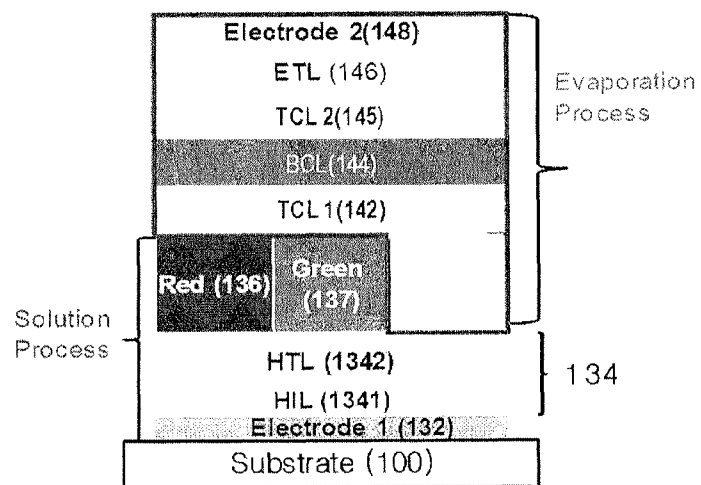 Electrode 2(148)
ETL (146)
TCL 2(145)
BCL(144)
TCL 1(142)
Evaporation
Process
Red (136)
Green
(137)
Solution
Process
HTL (1342)
HIL (1341)
134
Electrode 1 (132)
Substrate (100)